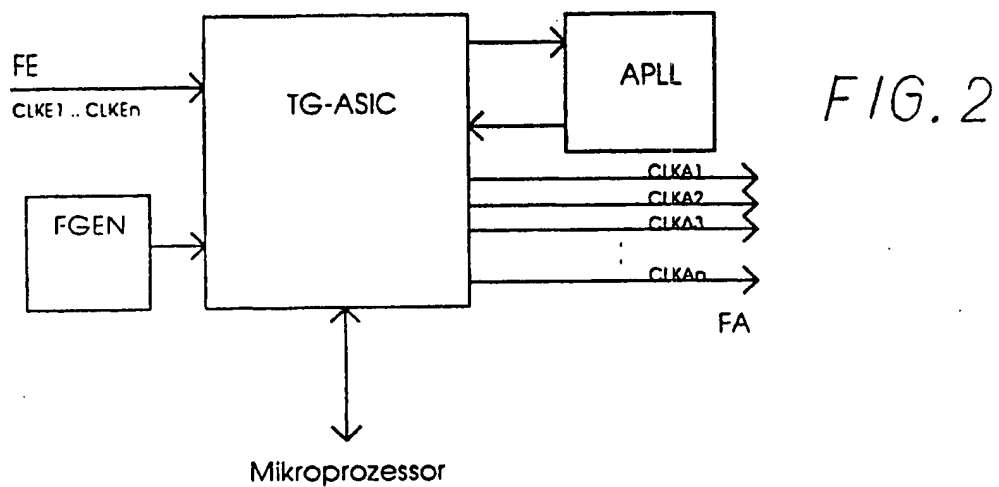 FE
CLKE1 .. CLKEn
TG-ASIC
APLL
FIG. 2
CLKA1
CLKA2
CLKA3
CLKAn
FGEN
FA
Mikroprozessor